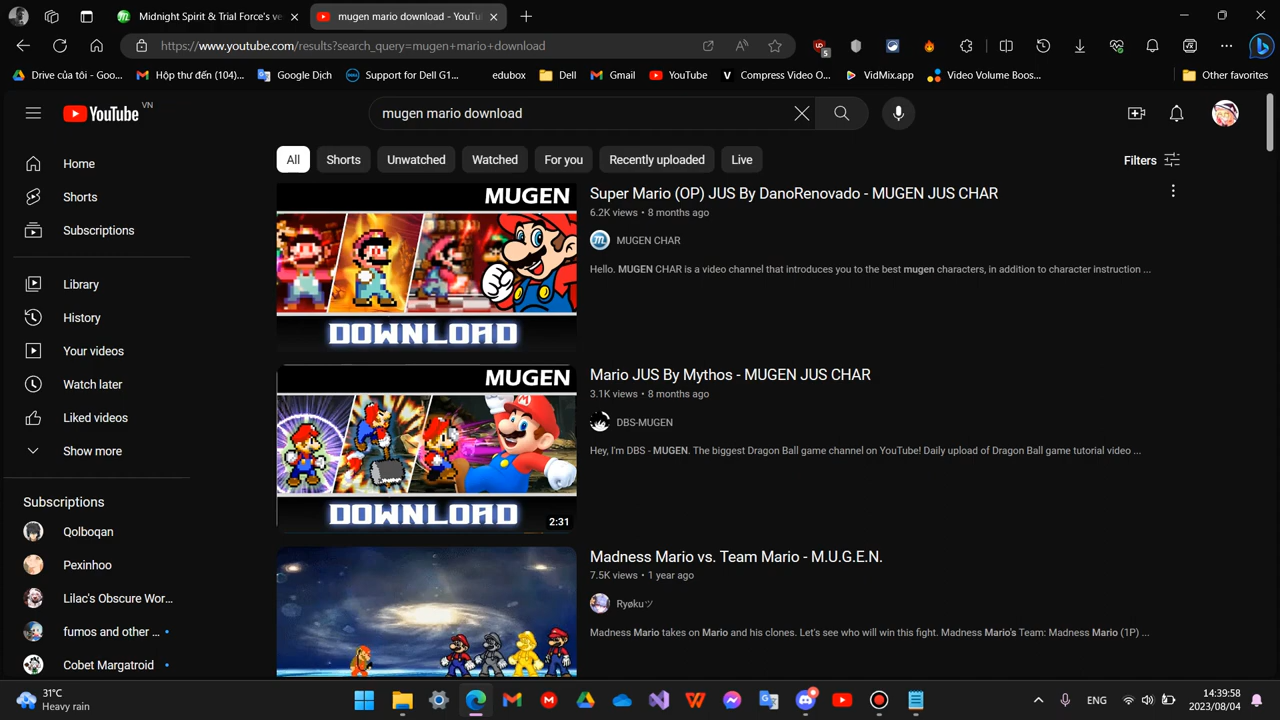 Midnight Spirit & Trial Force's ve
mugen mario download - YouTu
https://www.youtube.com/results?search_query=mugen+mario+download
5
Drive của tôi - Goo...
Hộp thư đến (104)...
Google Dịch
Support for Dell G1...
edubox
Dell
Gmail
YouTube
Compress Video O...
VidMix.app
Video Volume Boos...
Other favorites
YouTube VN
mugen mario download
All
Shorts
Unwatched
Watched
For you
Recently uploaded
Live
Filters
Home
Shorts
Subscriptions
Library
History
Your videos
Watch later
Liked videos
Show more
Subscriptions
Qolboqan
Pexinhoo
Lilac's Obscure Wor...
fumos and other ...
Cobet Margatroid
MUGEN
DOWNLOAD
Super Mario (OP) JUS By DanoRenovado - MUGEN JUS CHAR
6.2K views • 8 months ago
MUGEN CHAR
Hello. MUGEN CHAR is a video channel that introduces you to the best mugen characters, in addition to character instruction ...
MUGEN
DOWNLOAD
2:31
Mario JUS By Mythos - MUGEN JUS CHAR
3.1K views • 8 months ago
DBS-MUGEN
Hey, I'm DBS - MUGEN. The biggest Dragon Ball game channel on YouTube! Daily upload of Dragon Ball game tutorial video ...
Madness Mario vs. Team Mario - M.U.G.E.N.
7.5K views • 1 year ago
Ryøkuツ
Madness Mario takes on Mario and his clones. Let's see who will win this fight. Madness Mario's Team: Madness Mario (1P) ...
31°C
Heavy rain
ENG
14:39:58
2023/08/04